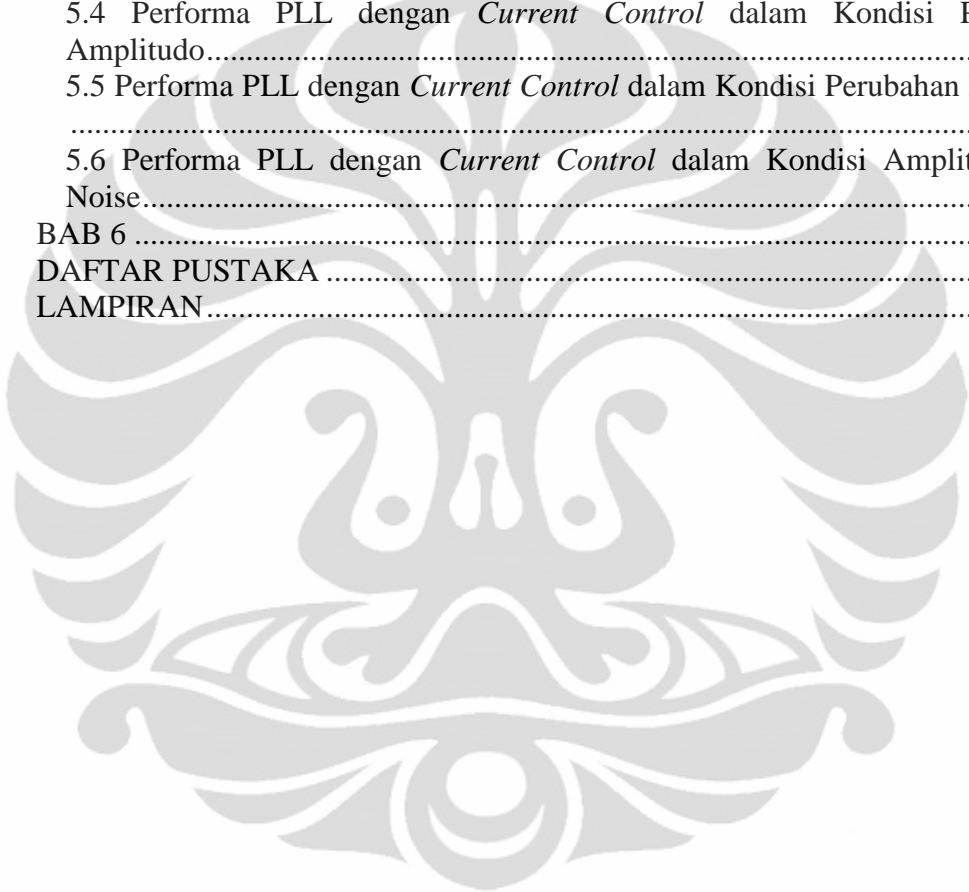 5.4 Performa PLL dengan Current Control dalam Kondisi
Amplitudo........................................................................................................
5.5 Performa PLL dengan Current Control dalam Kondisi Perubahan
........................................................................................................................
5.6 Performa PLL dengan Current Control dalam Kondisi
Noise................................................................................................................
BAB 6 ..............................................................................................................
DAFTAR PUSTAKA .....................................................................................
LAMPIRAN.....................................................................................................